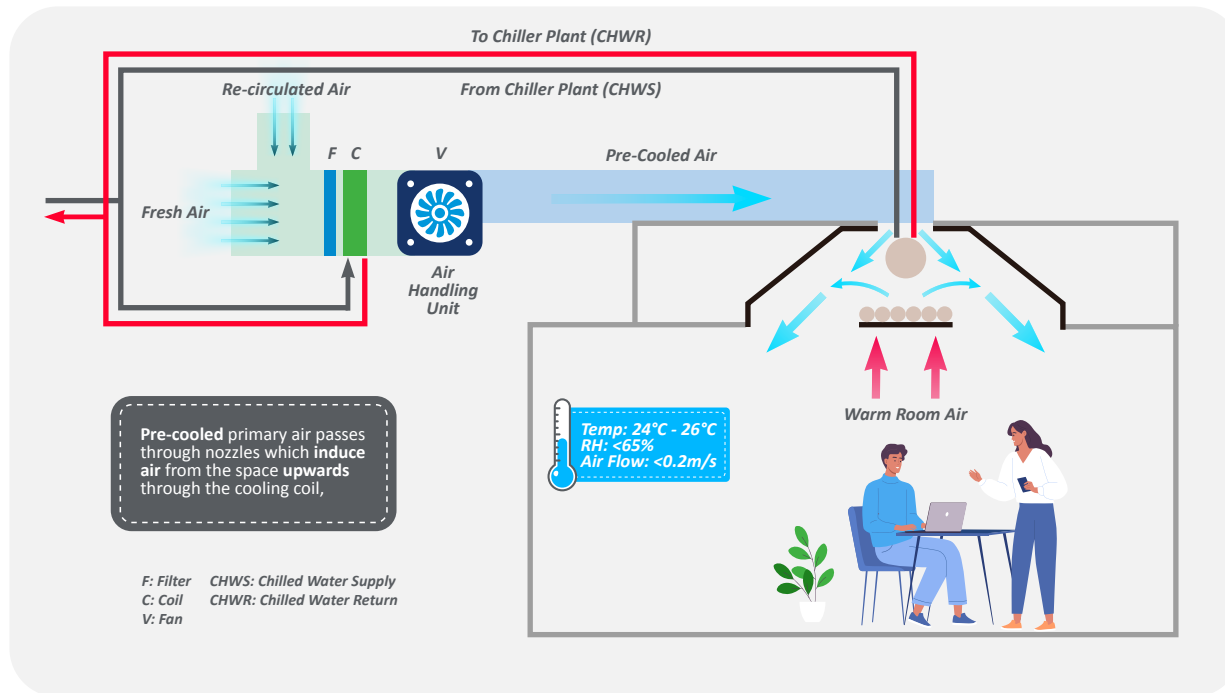 To Chiller Plant (CHWR)
Re-circulated Air
From Chiller Plant (CHWS)
F
C
V
Pre-Cooled Air
Fresh Air
Air
Handling
Unit
Pre-cooled primary air passes
through nozzles which induce
air from the space upwards
through the cooling coil,
Temp: 24°C - 26°C
RH: <65%
Air Flow: <0.2m/s
Warm Room Air
F: Filter
CHWS: Chilled Water Supply
C: Coil
CHWR: Chilled Water Return
V: Fan